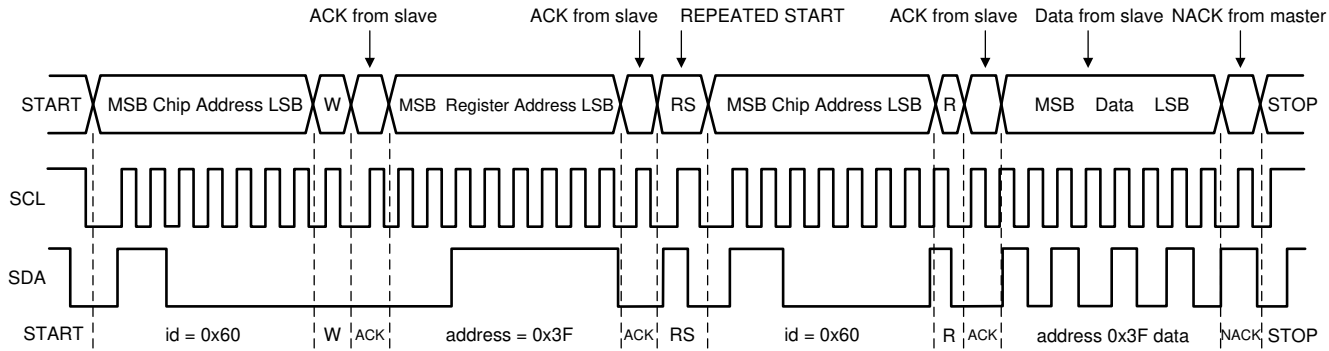 ACK from slave ACK from slave REPEATED START ACK from slave Data from slave NACK from master
START MSB Chip Address LSB W MSB Register Address LSB RS MSB Chip Address LSB R MSB Data LSB STOP
SCL
SDA
START id = 0x60 W ACK address = 0x3F ACK RS id = 0x60 R ACK address 0x3F data NACK STOP